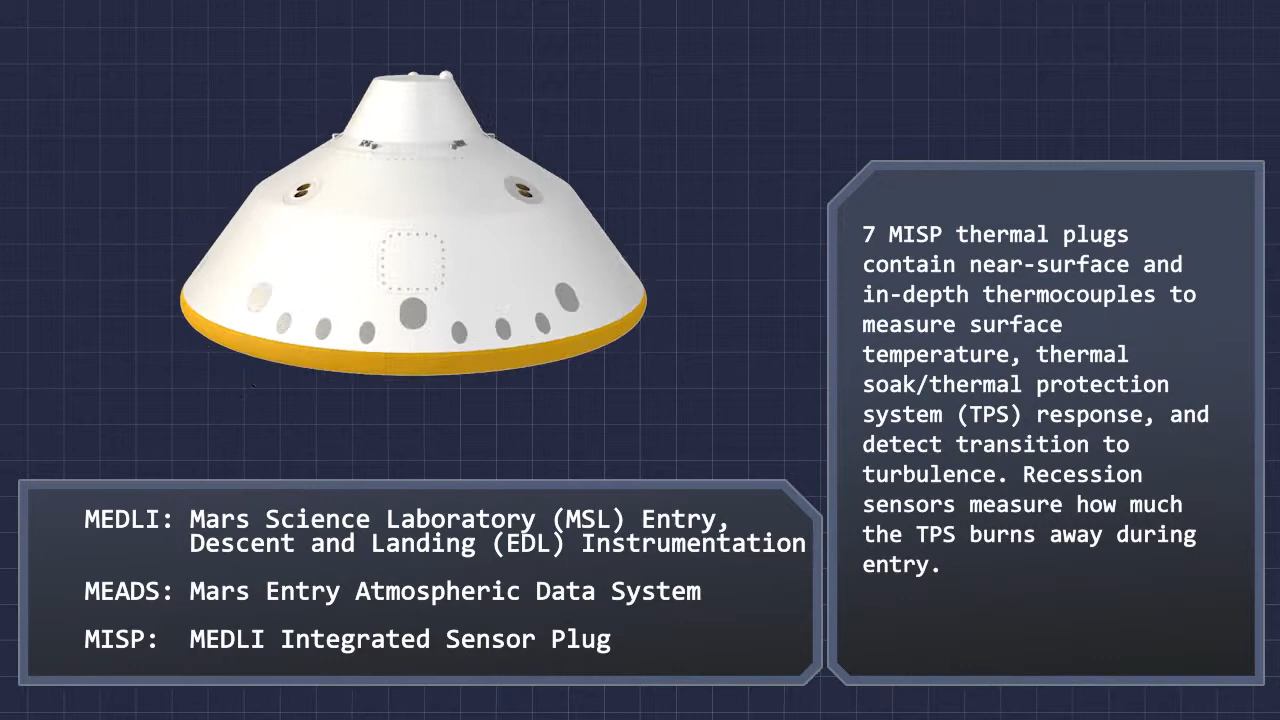 7 MISP thermal plugs
contain near-surface and
in-depth thermocouples to
measure surface
temperature, thermal
soak/thermal protection
system (TPS) response, and
detect transition to
turbulence. Recession
sensors measure how much
the TPS burns away during
entry.
MEDLI: Mars Science Laboratory (MSL) Entry,
Descent and Landing (EDL) Instrumentation
MEADS: Mars Entry Atmospheric Data System
MISP: MEDLI Integrated Sensor Plug